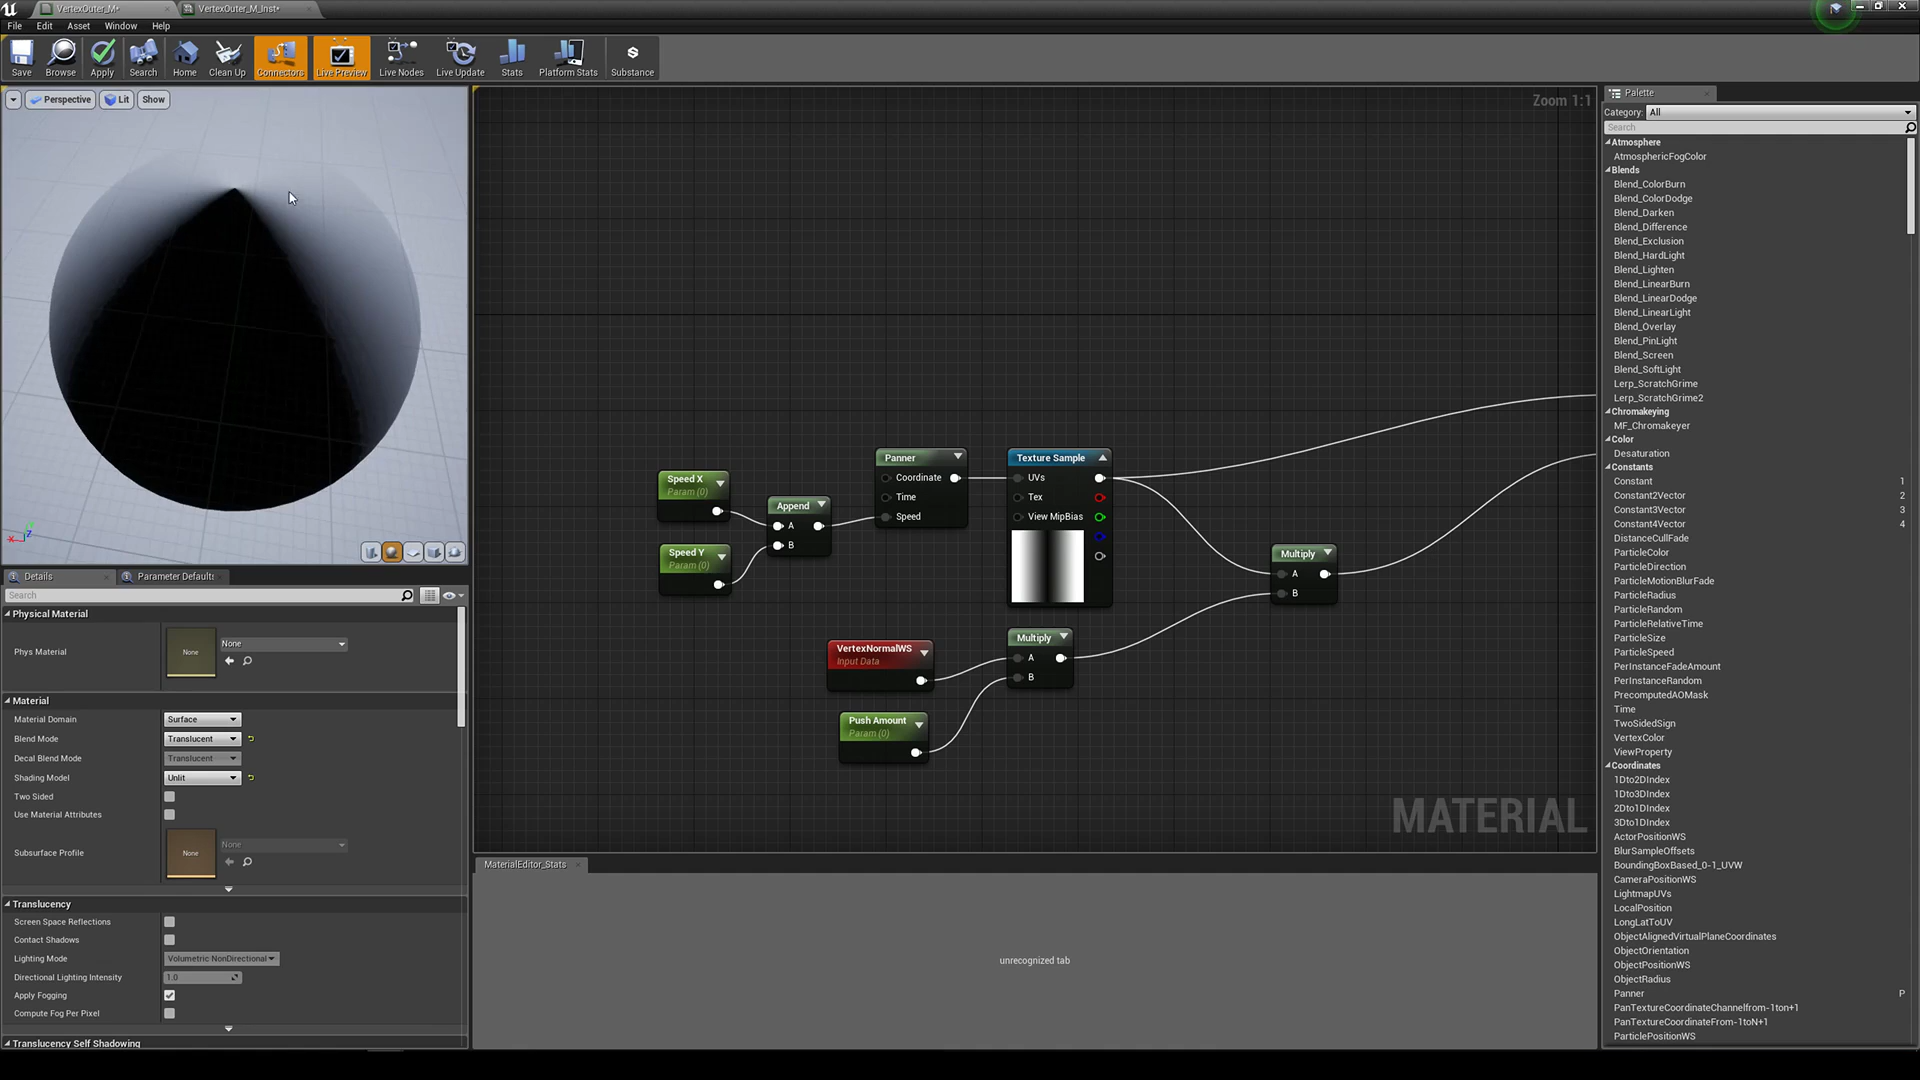 VertexOuter_M*
VertexOuter_M_Inst*
File
Edit
Asset
Window
Help
Save
Browse
Apply
Search
Home
Clean Up
Connectors
Live Preview
Live Nodes
Live Update
Stats
Platform Stats
Substance
Perspective
Lit
Show
Zoom 1:1
Speed X
Param (0)
Speed Y
Param (0)
Append
A
B
Panner
Coordinate
Time
Speed
Texture Sample
UVs
Tex
View MipBias
VertexNormalWS
Input Data
Push Amount
Param (0)
Multiply
A
B
Multiply
A
B
MATERIAL
X
Y
Z
Details
Parameter Default
Search
Physical Material
Phys Material
None
None
Material
Material Domain
Surface
Blend Mode
Translucent
Decal Blend Mode
Translucent
Shading Model
Unlit
Two Sided
Use Material Attributes
Subsurface Profile
None
None
Translucency
Screen Space Reflections
Contact Shadows
Lighting Mode
Volumetric NonDirectional
Directional Lighting Intensity
1.0
Apply Fogging
Compute Fog Per Pixel
Translucency Self Shadowing
MaterialEditor_Stats
unrecognized tab
Palette
Category:
All
Search
Atmosphere
AtmosphericFogColor
Blends
Blend_ColorBurn
Blend_ColorDodge
Blend_Darken
Blend_Difference
Blend_Exclusion
Blend_HardLight
Blend_Lighten
Blend_LinearBurn
Blend_LinearDodge
Blend_LinearLight
Blend_Overlay
Blend_PinLight
Blend_Screen
Blend_SoftLight
Lerp_ScratchGrime
Lerp_ScratchGrime2
Chromakeying
MF_Chromakeyer
Color
Desaturation
Constants
Constant 1
Constant2Vector 2
Constant3Vector 3
Constant4Vector 4
DistanceCullFade
ParticleColor
ParticleDirection
ParticleMotionBlurFade
ParticleRadius
ParticleRandom
ParticleRelativeTime
ParticleSize
ParticleSpeed
PerInstanceFadeAmount
PerInstanceRandom
PrecomputedAOMask
Time
TwoSidedSign
VertexColor
ViewProperty
Coordinates
1Dto2DIndex
1Dto3DIndex
2Dto1DIndex
3Dto1DIndex
ActorPositionWS
BlurSampleOffsets
BoundingBoxBased_0-1_UVW
CameraPositionWS
LightmapUVs
LocalPosition
LongLatToUV
ObjectAlignedVirtualPlaneCoordinates
ObjectOrientation
ObjectPositionWS
ObjectRadius
Panner P
PanTextureCoordinateChannelfrom-1ton+1
PanTextureCoordinateFrom-1toN+1
ParticlePositionWS